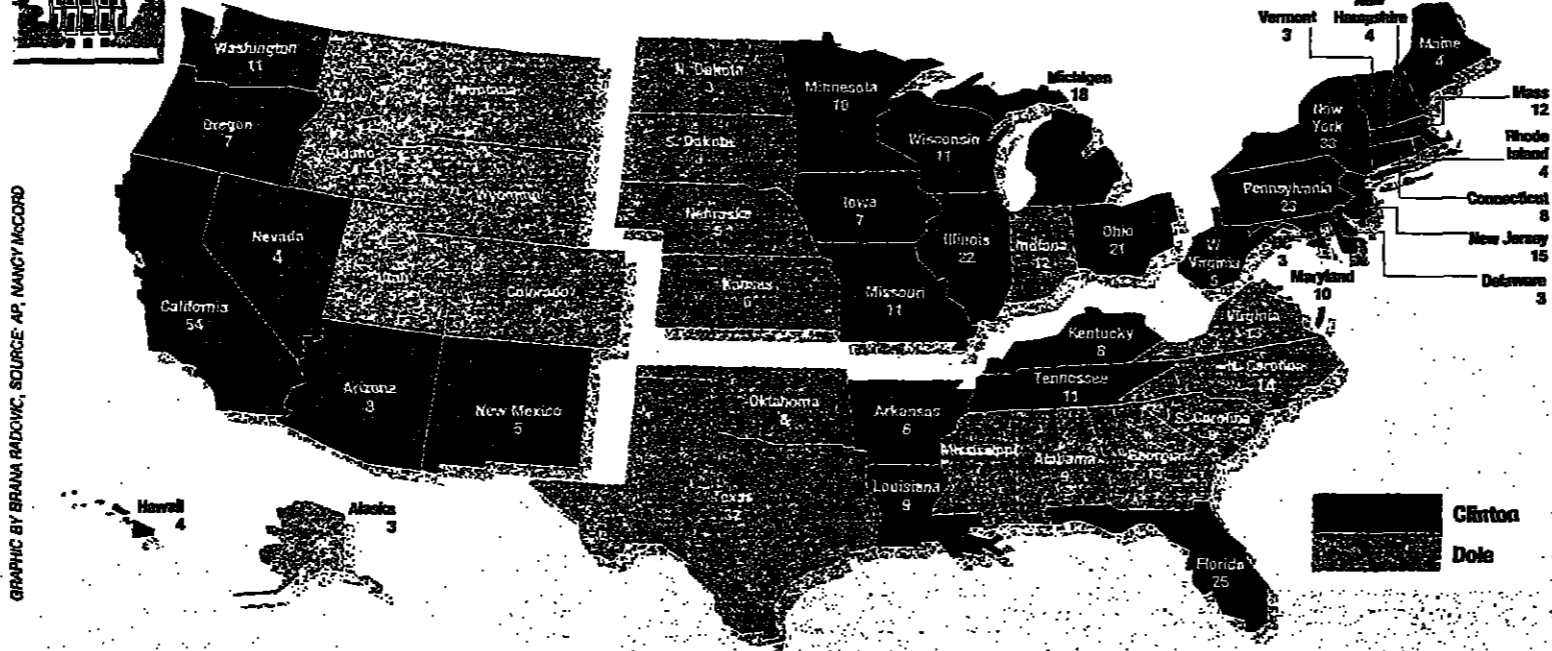 GRAPHIC BY BRANA RADOVIC, SOURCE: AP, NANCY McCORD
Washington
11
Oregon
7
California
54
Nevada
4
Idaho
Montana
Wyoming
Utah
Colorado
Arizona
8
New Mexico
5
N. Dakota
3
S. Dakota
3
Nebraska
5
Kansas
6
Oklahoma
8
Texas
Minnesota
10
Iowa
7
Missouri
11
Arkansas
6
Louisiana
9
Wisconsin
11
Illinois
22
Michigan
18
Indiana
12
Ohio
21
Kentucky
8
Tennessee
11
Mississippi
7
Alabama
9
Georgia
13
Florida
25
S. Carolina
8
N. Carolina
14
Virginia
13
W
Virginia
5
Pennsylvania
23
New
York
33
Vermont
3
Hampshire
4
Maine
4
Mass
12
Rhode
Island
4
Connecticut
8
New Jersey
15
Delaware
3
3
Maryland
10
Hawaii
4
Alaska
3
Clinton
Dole